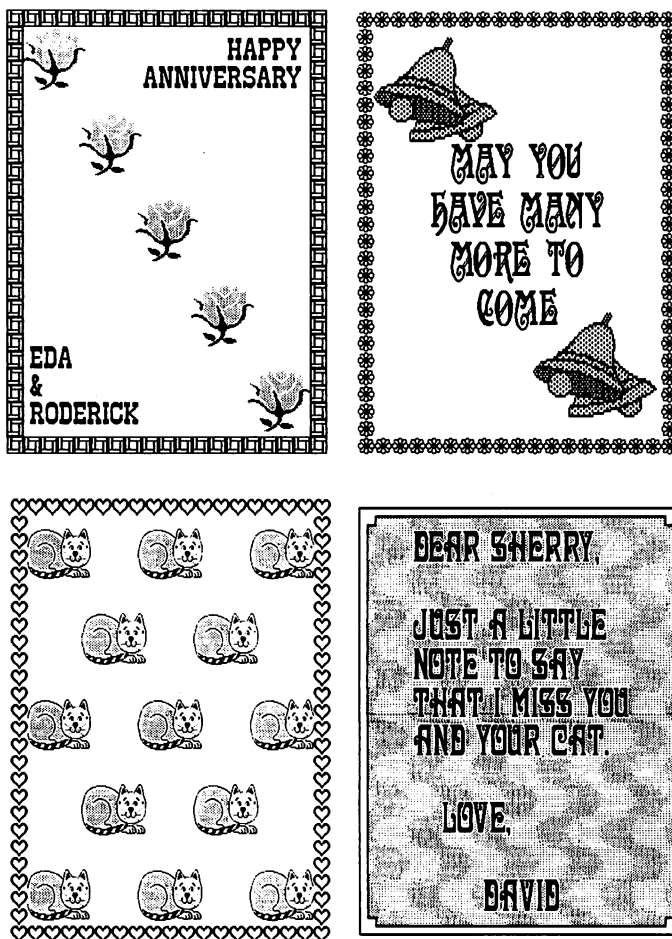 HAPPY
ANNIVERSARY
EDA
&
RODERICK
MAY YOU
HAVE MANY
MORE TO
COME
DEAR SHERRY,
JUST A LITTLE
NOTE TO SAY
THAT I MISS YOU
AND YOUR CAT.
LOVE,
DAVID